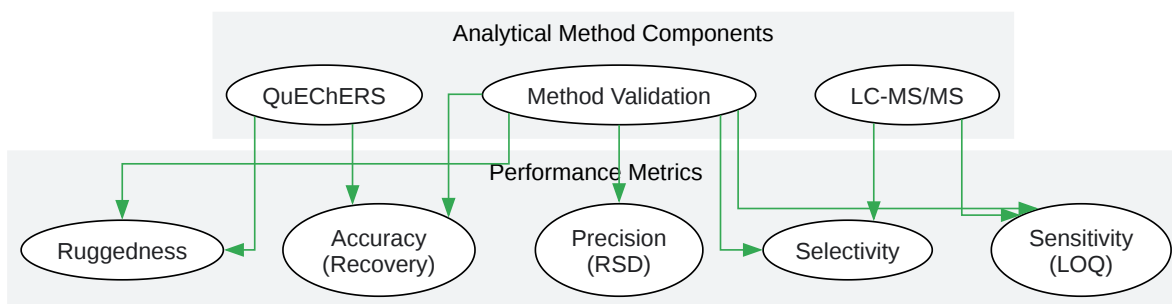 Analytical Method Components
QuEChERS
Method Validation
LC-MS/MS
Performance Metrics
Ruggedness
Accuracy
(Recovery)
Precision
(RSD)
Selectivity
Sensitivity
(LOQ)